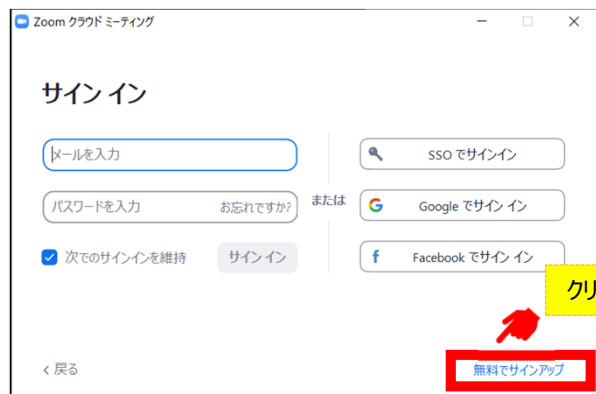 Zoom クラウド ミーティング
サイン イン
メールを入力
パスワードを入力 お忘れですか?
次でのサインインを維持 サイン イン
または
SSO でサインイン
Google でサイン イン
Facebook でサイン イン
クリ
< 戻る
無料でサインアップ